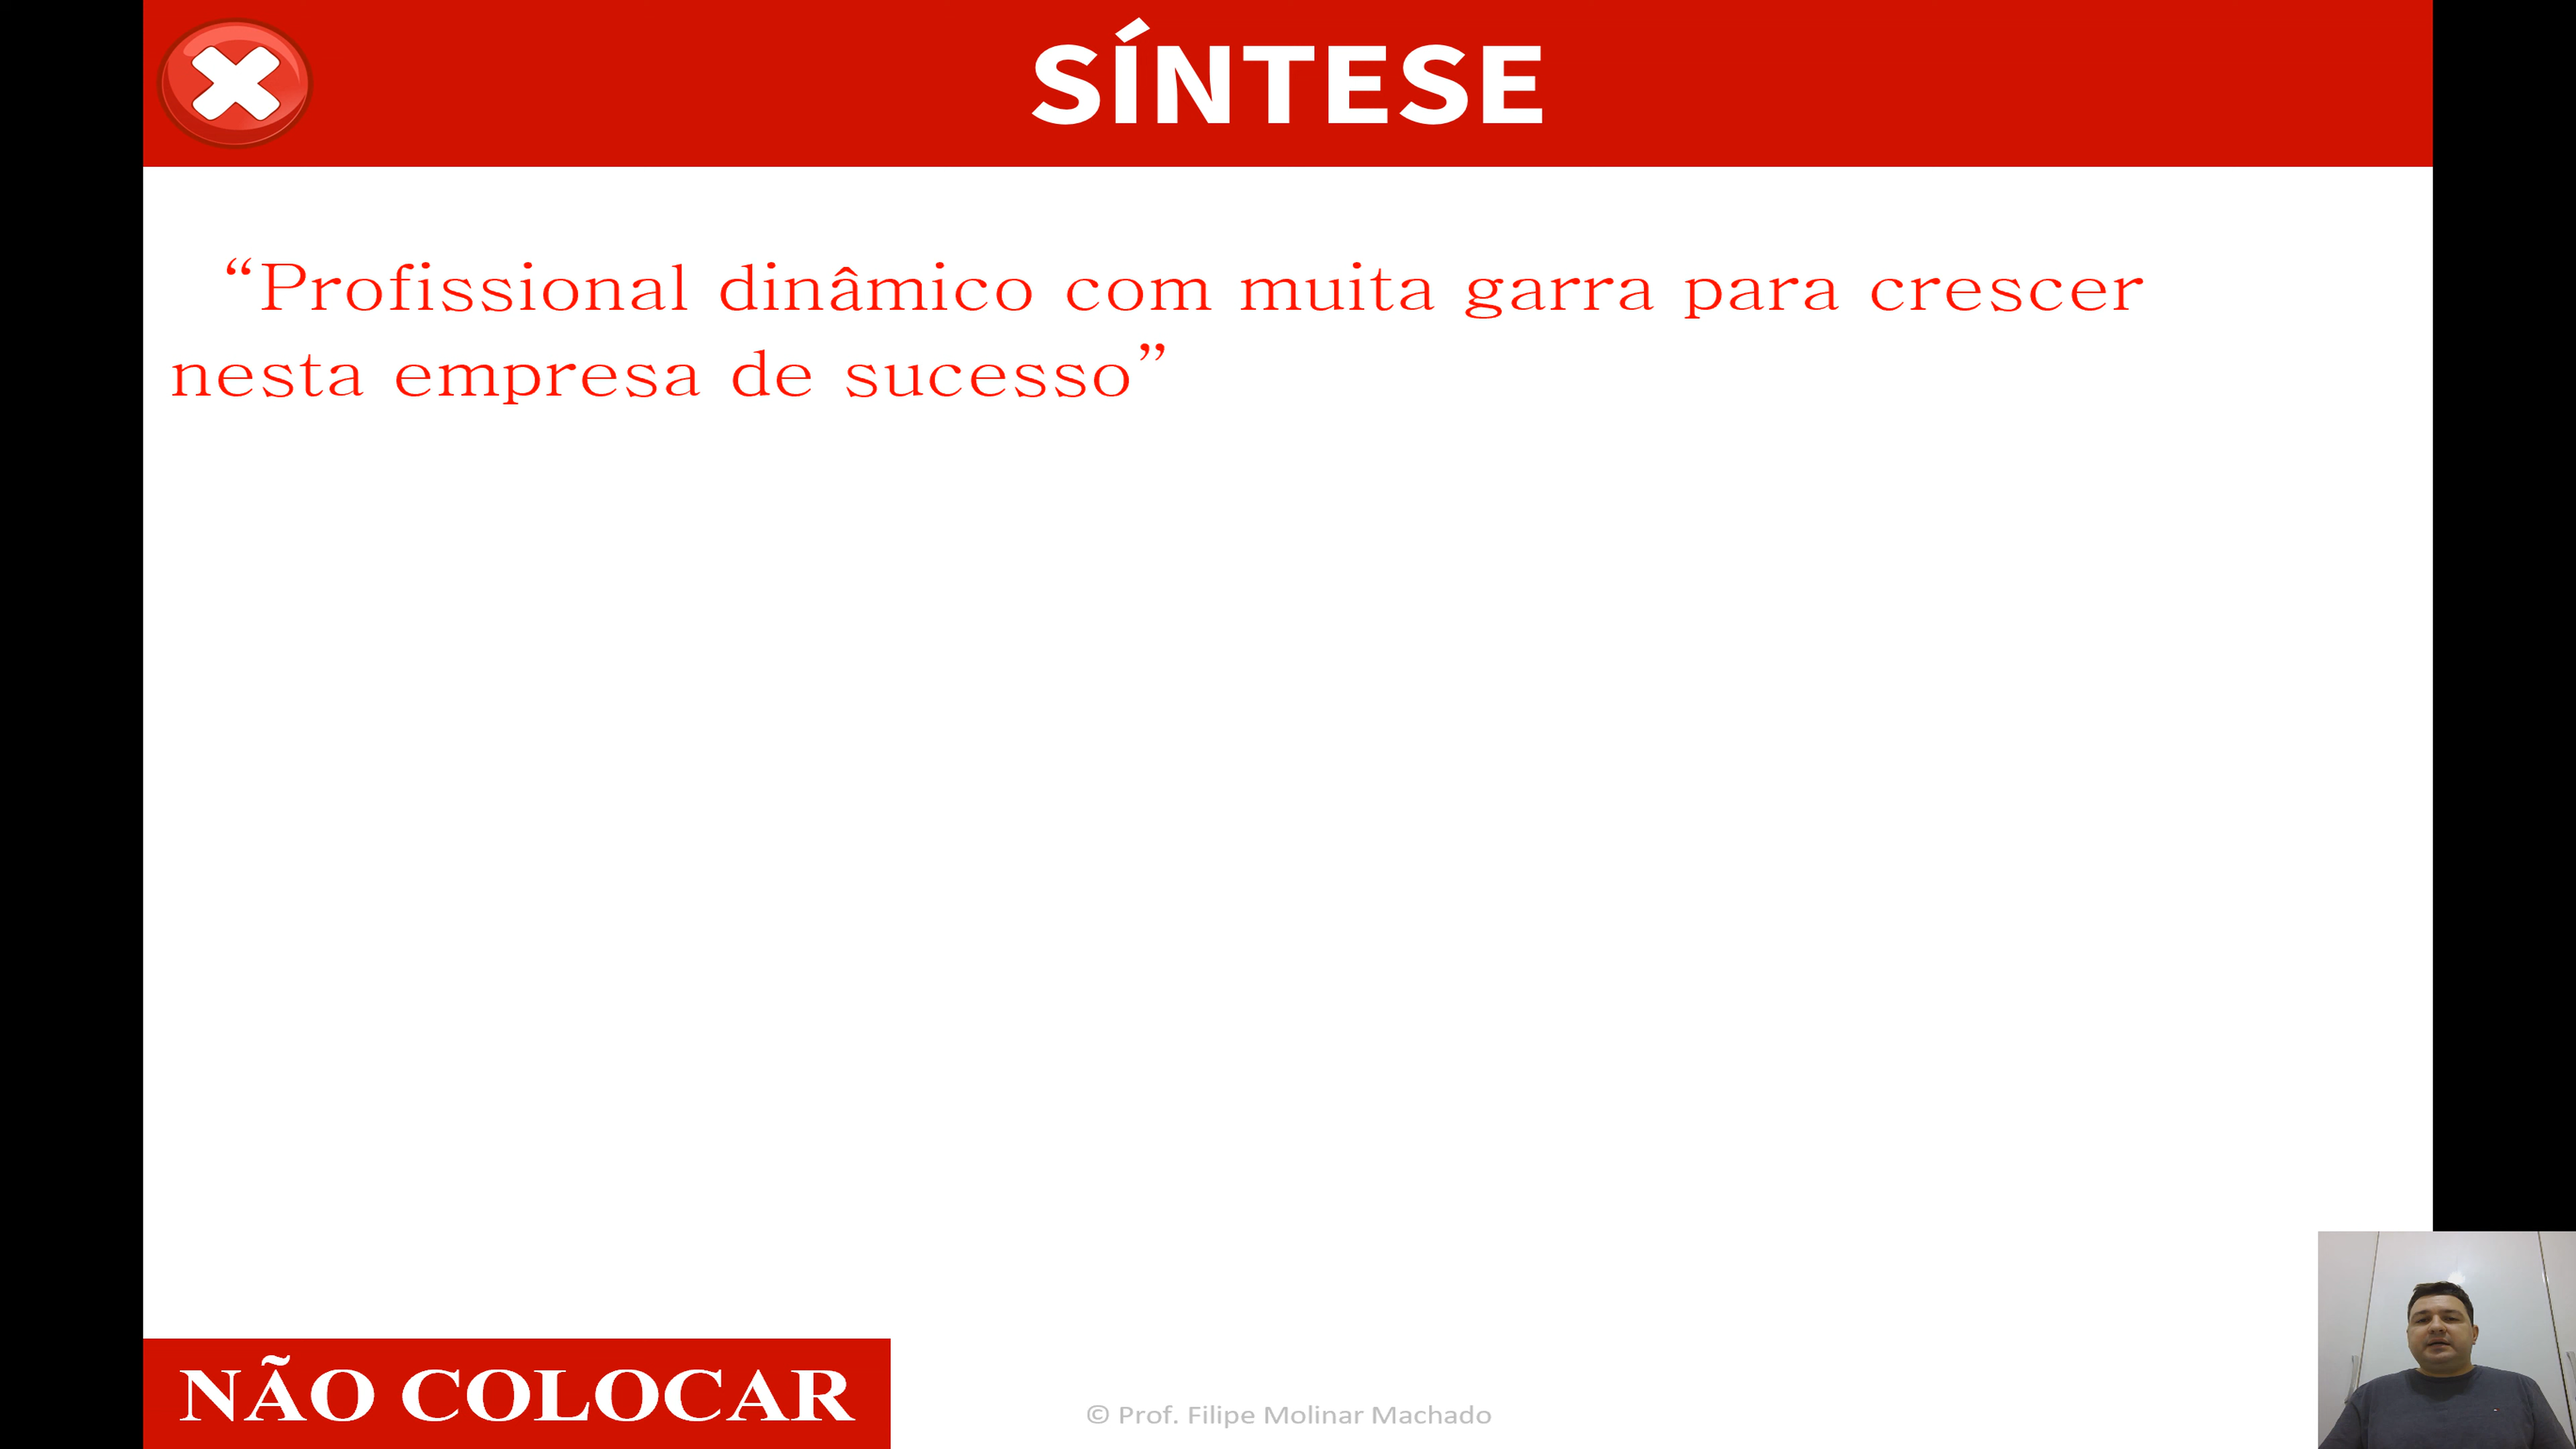 SÍNTESE
“Profissional dinâmico com muita garra para crescer
nesta empresa de sucesso”
NÃO COLOCAR
© Prof. Filipe Molinar Machado